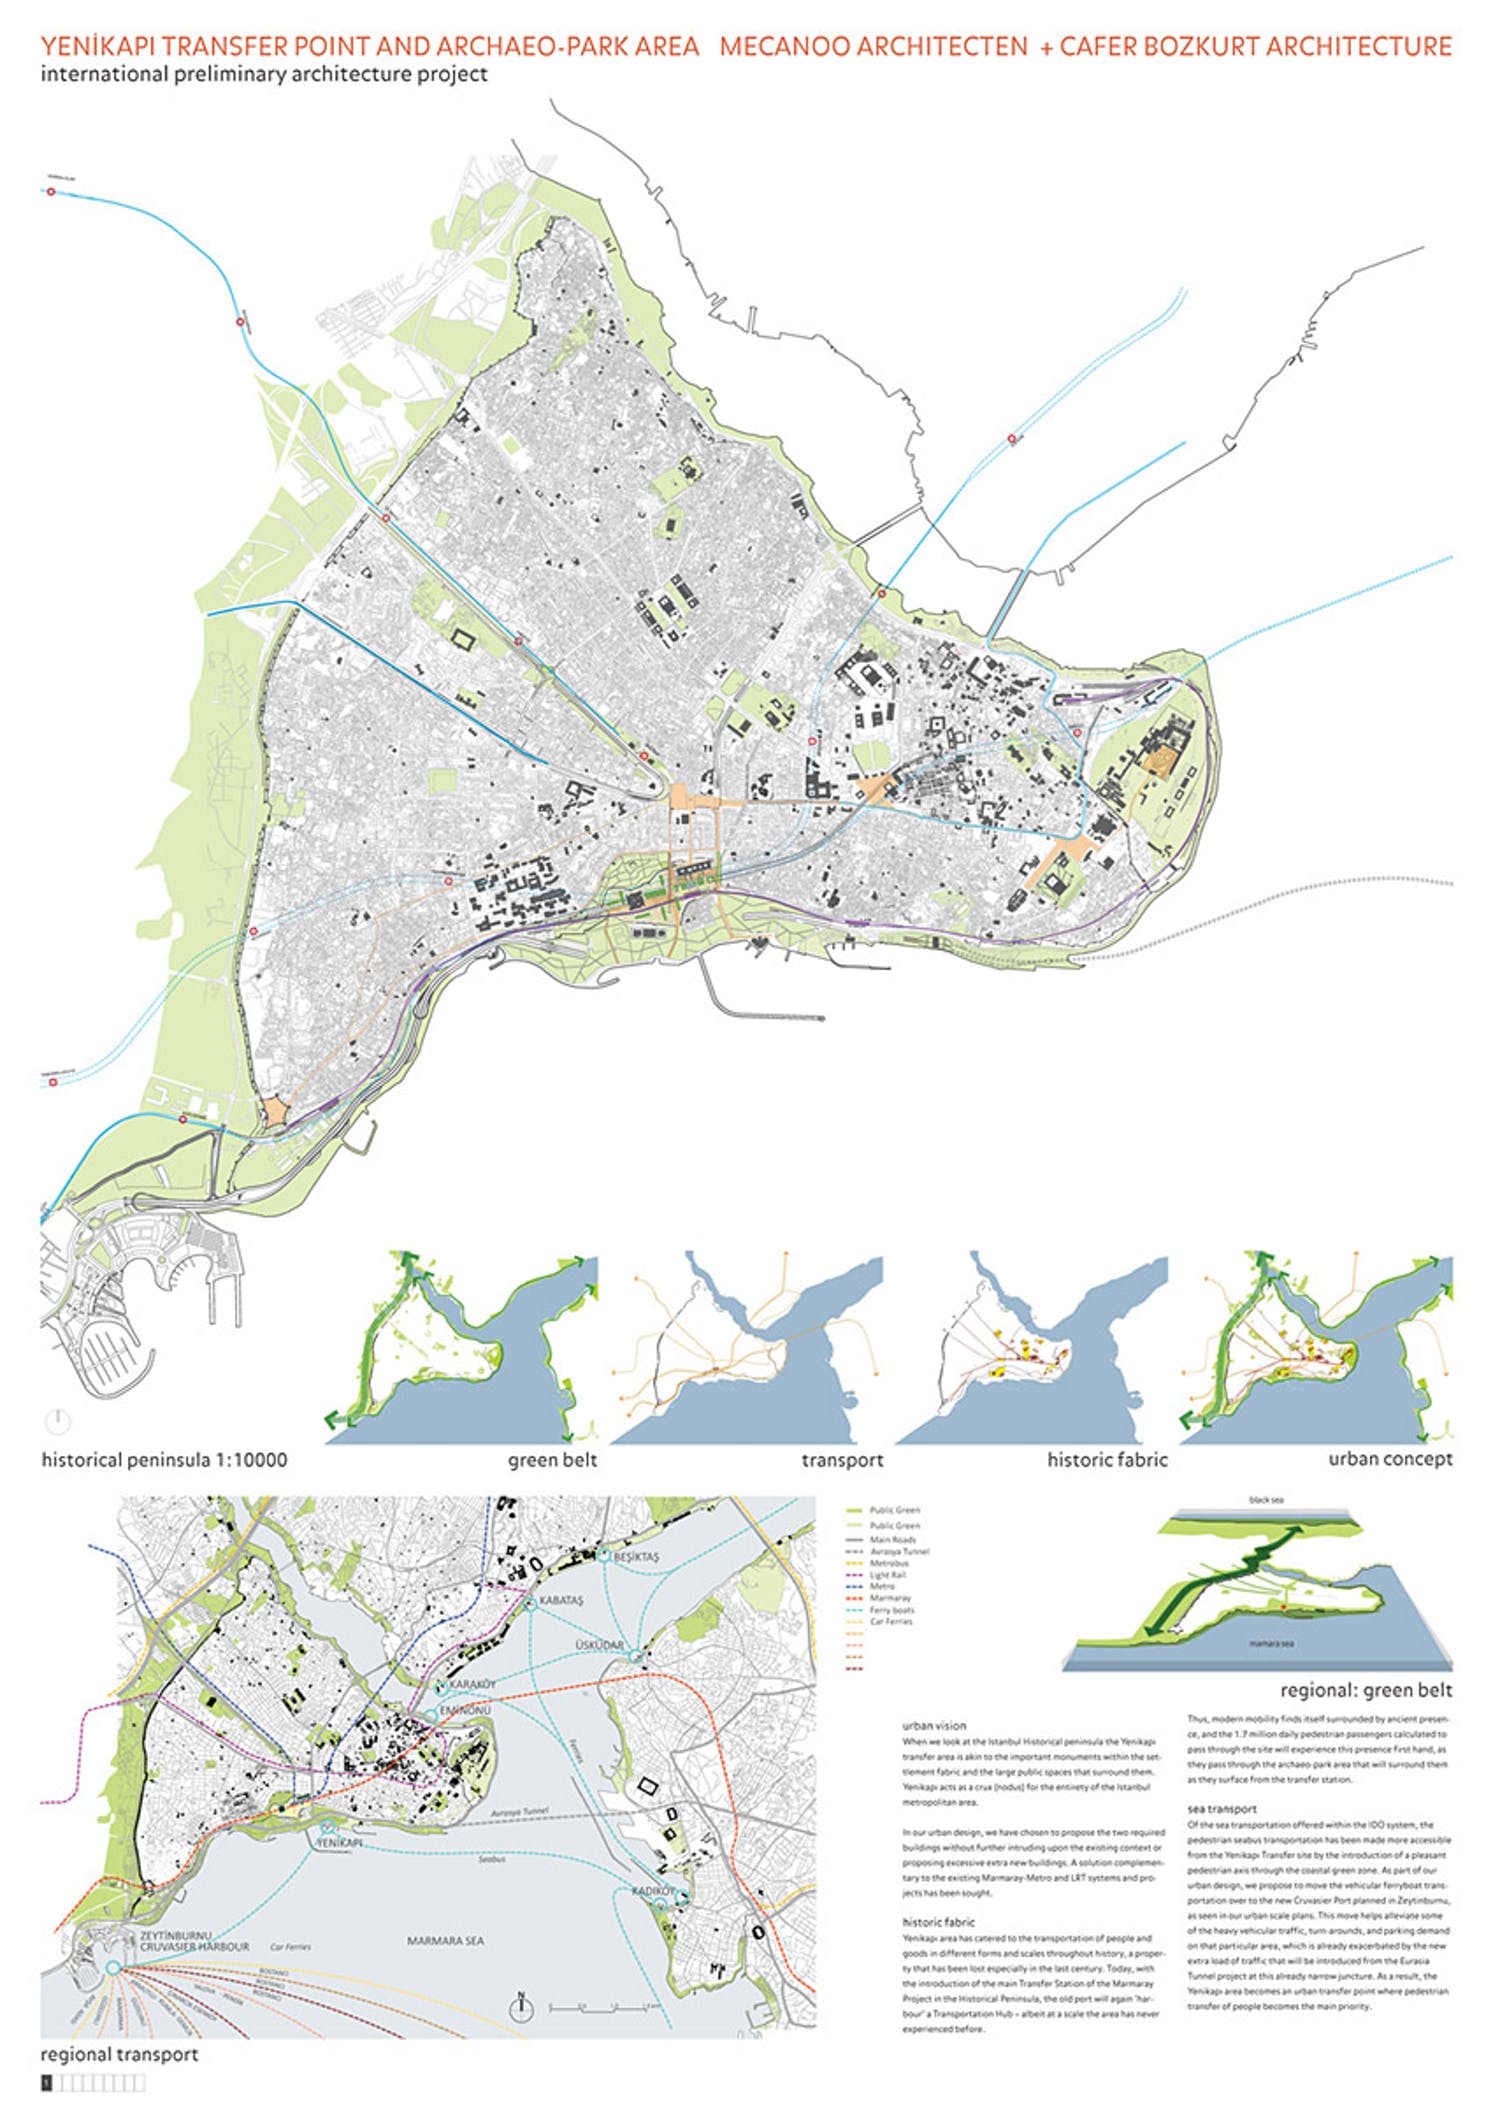 YENİKAPI TRANSFER POINT AND ARCHAEO-PARK AREA MECANOO ARCHITECTEN + CAFER BOZKURT ARCHITECTURE
international preliminary architecture project
historical peninsula 1:10000
green belt
transport
historic fabric
urban concept
BEŞİKTAŞ
KABATAŞ
ÜSKÜDAR
KARAKÖY
EMİNÖNÜ
Ferries
Avrasya Tunnel
YENİKAPI
Seabus
KADIKÖY
ZEYTİNBURNU
CRUVASIER HARBOUR
Car Ferries
MARMARA SEA
BOSTANCI
BOSTANCI
BOSTANCI
N
regional transport
Public Green
Public Green
Main Roads
Avrasya Tunnel
Metrobus
Light Rail
Metro
Marmaray
Ferry boats
Car Ferries
black sea
mamara sea
regional: green belt
urban vision
When we look at the Istanbul Historical peninsula the Yenikapı
transfer area is akin to the important monuments within the set-
tlement fabric and the large public spaces that surround them.
Yenikapı acts as a crux (nodus) for the entirety of the Istanbul
metropolitan area.
In our urban design, we have chosen to propose the two required
buildings without further intruding upon the existing context or
proposing excessive extra new buildings. A solution complemen-
tary to the existing Marmaray-Metro and LRT systems and pro-
jects has been sought.
historic fabric
Yenikapı area has catered to the transportation of people and
goods in different forms and scales throughout history, a proper-
ty that has been lost especially in the last century. Today, with
the introduction of the main Transfer Station of the Marmaray
Project in the Historical Peninsula, the old port will again 'har-
bour' a Transportation Hub – albeit at a scale the area has never
experienced before.
Thus, modern mobility finds itself surrounded by ancient presen-
ce, and the 1.7 million daily pedestrian passengers calculated to
pass through the site will experience this presence first hand, as
they pass through the archaeo-park area that will surround them
as they surface from the transfer station.
sea transport
Of the sea transportation offered within the IDO system, the
pedestrian seabus transportation has been made more accessible
from the Yenikapı Transfer site by the introduction of a pleasant
pedestrian axis through the coastal green zone. As part of our
urban design, we propose to move the vehicular ferryboat trans-
portation over to the new Cruvasier Port planned in Zeytinburnu,
as seen in our urban scale plans. This move helps alleviate some
of the heavy vehicular traffic, turn-arounds, and parking demand
on that particular area, which is already exacerbated by the new
extra load of traffic that will be introduced from the Eurasia
Tunnel project at this already narrow juncture. As a result, the
Yenikapı area becomes an urban transfer point where pedestrian
transfer of people becomes the main priority.